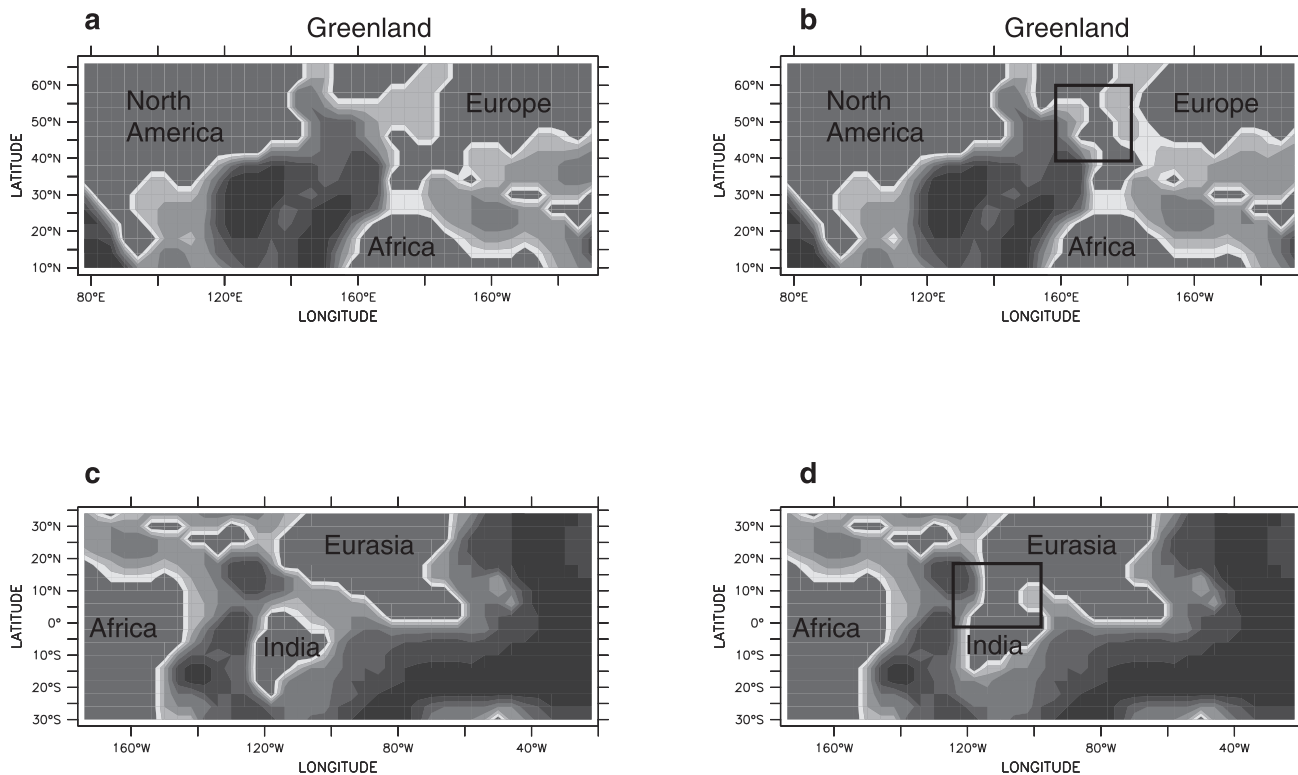 a
Greenland
60°N
50°N
40°N
30°N
20°N
10°N
LATITUDE
North
America
Europe
Africa
80°E
120°E
160°E
160°W
LONGITUDE
b
Greenland
60°N
50°N
40°N
30°N
20°N
10°N
LATITUDE
North
America
Europe
Africa
80°E
120°E
160°E
160°W
LONGITUDE
c
30°N
20°N
10°N
0°
10°S
20°S
30°S
LATITUDE
Eurasia
Africa
India
160°W
120°W
80°W
40°W
LONGITUDE
d
30°N
20°N
10°N
0°
10°S
20°S
30°S
LATITUDE
Eurasia
Africa
India
160°W
120°W
80°W
40°W
LONGITUDE